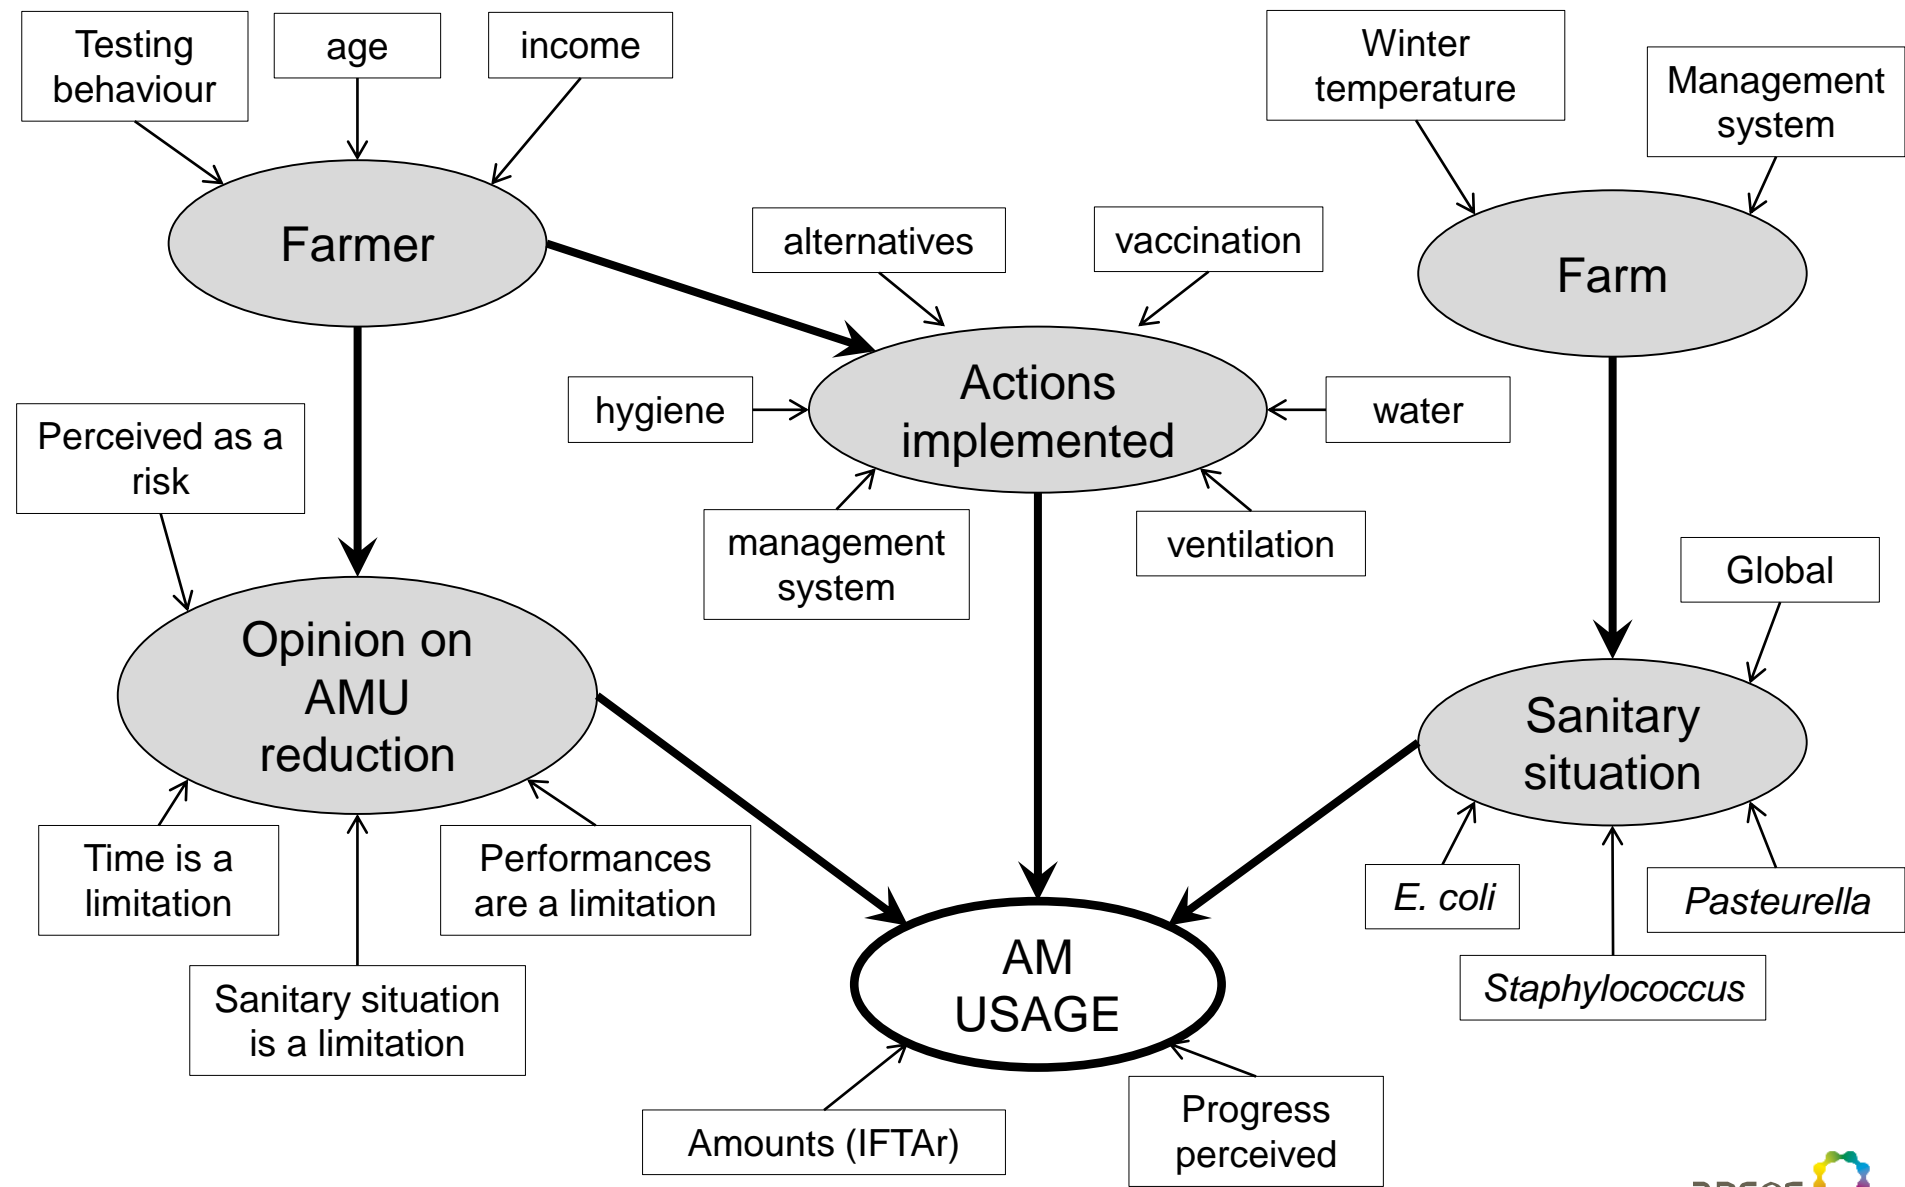 Testing
behaviour
age
income
Winter
temperature
Management
system
Farmer
alternatives
vaccination
Farm
Actions
implemented
hygiene
water
Perceived as a
risk
management
system
ventilation
Global
Opinion on
AMU
reduction
Sanitary
situation
Time is a
limitation
Performances
are a limitation
E. coli
Pasteurella
Sanitary situation
is a limitation
AM
USAGE
Staphylococcus
Amounts (IFTAr)
Progress
perceived